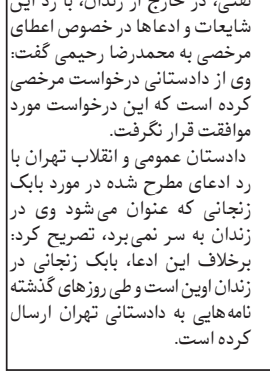 نفتی، در خارج از زندان، با رد این
شایعات و ادعاها در خصوص اعطای
مرخصی به محمدرضا رحیمی گفت:
وی از دادستانی درخواست مرخصی
کرده است که این درخواست مورد
موافقت قرار نگرفت.
دادستان عمومی و انقلاب تهران با
رد ادعای مطرح شده در مورد بابک
زنجانی که عنوان می‌شود وی در
زندان به سر نمی‌برد، تصریح کرد:
برخلاف این ادعا، بابک زنجانی در
زندان اوین است و طی روزهای گذشته
نامه‌هایی به دادستانی تهران ارسال
کرده است.